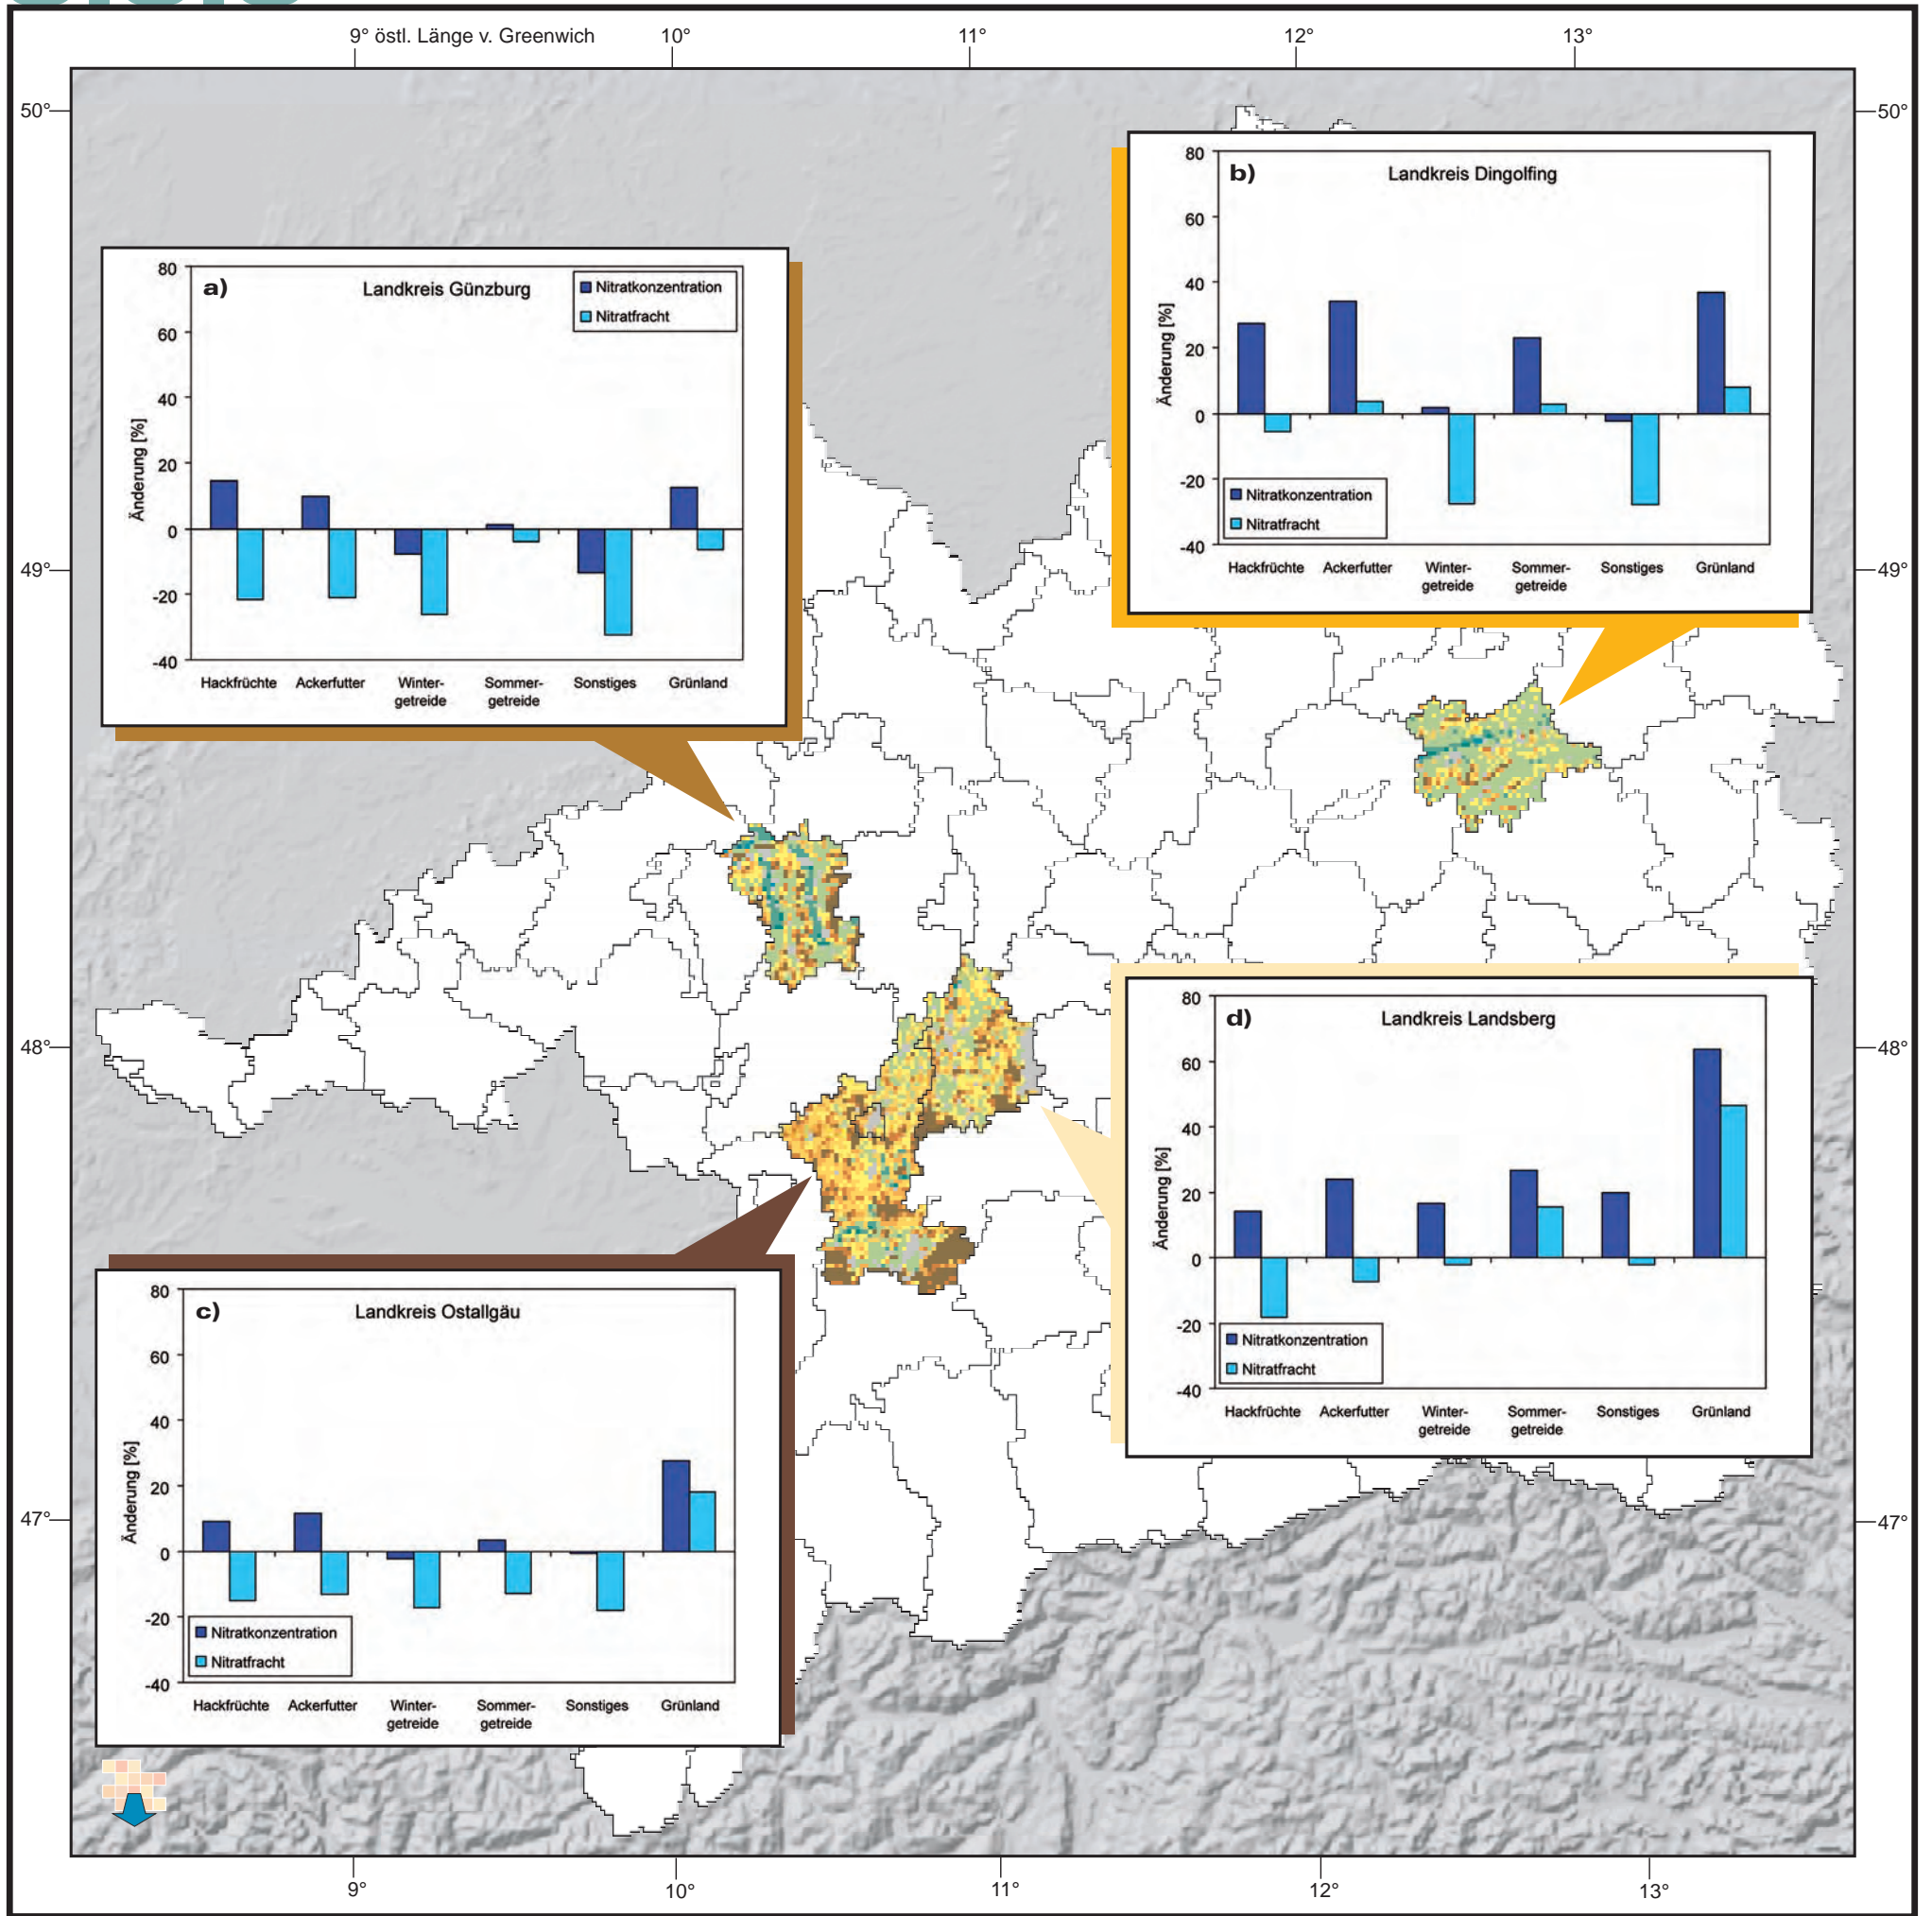 9° östl. Länge v. Greenwich
10°
11°
12°
13°
50°
50°
49°
49°
48°
48°
47°
47°
a)
Landkreis Günzburg
Nitratkonzentration
Nitratfracht
Änderung [%]
80
60
40
20
0
-20
-40
Hackfrüchte
Ackerfutter
Winter-
getreide
Sommer-
getreide
Sonstiges
Grünland
b)
Landkreis Dingolfing
Änderung [%]
80
60
40
20
0
-20
-40
Nitratkonzentration
Nitratfracht
Hackfrüchte
Ackerfutter
Winter-
getreide
Sommer-
getreide
Sonstiges
Grünland
c)
Landkreis Ostallgäu
Änderung [%]
80
60
40
20
0
-20
-40
Nitratkonzentration
Nitratfracht
Hackfrüchte
Ackerfutter
Winter-
getreide
Sommer-
getreide
Sonstiges
Grünland
d)
Landkreis Landsberg
Änderung [%]
80
60
40
20
0
-20
-40
Nitratkonzentration
Nitratfracht
Hackfrüchte
Ackerfutter
Winter-
getreide
Sommer-
getreide
Sonstiges
Grünland
9°
10°
11°
12°
13°